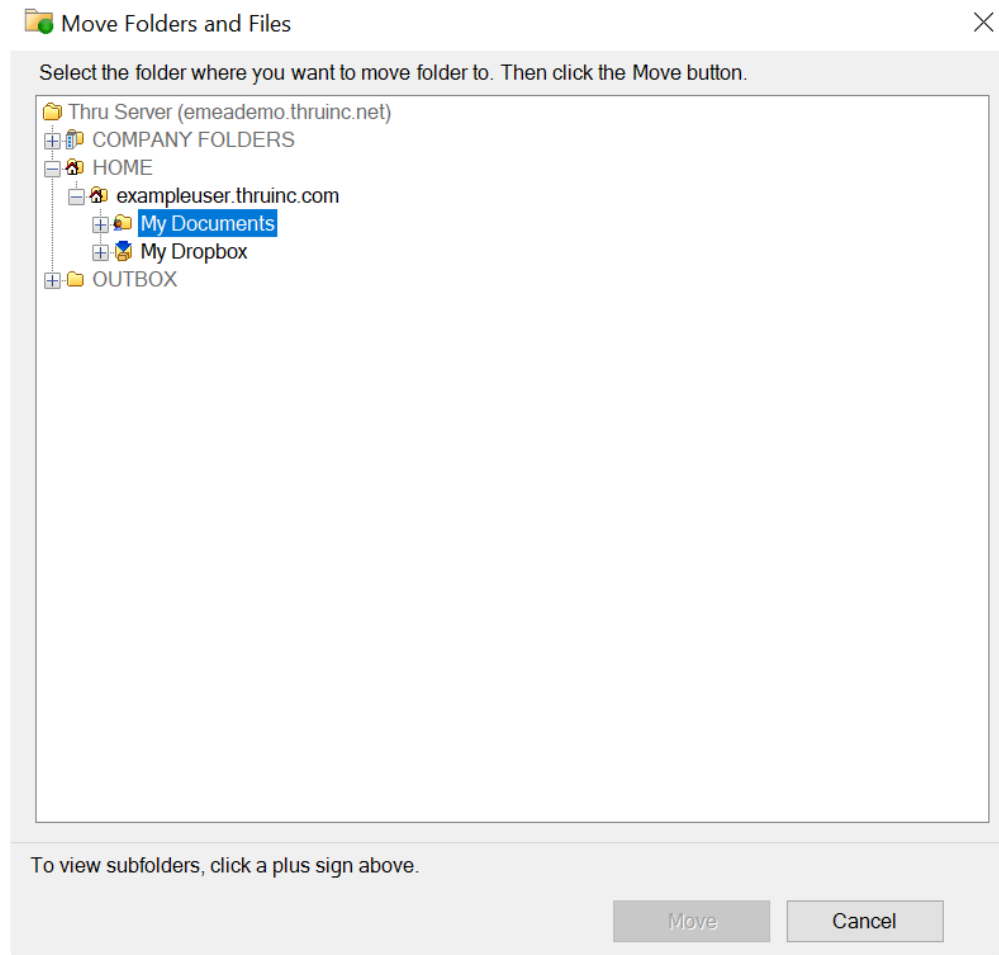 Move Folders and Files
Select the folder where you want to move folder to. Then click the Move button.
Thru Server (emeademo.thruinc.net)
COMPANY FOLDERS
HOME
exampleuser.thruinc.com
My Documents
My Dropbox
OUTBOX
To view subfolders, click a plus sign above.
Move Cancel